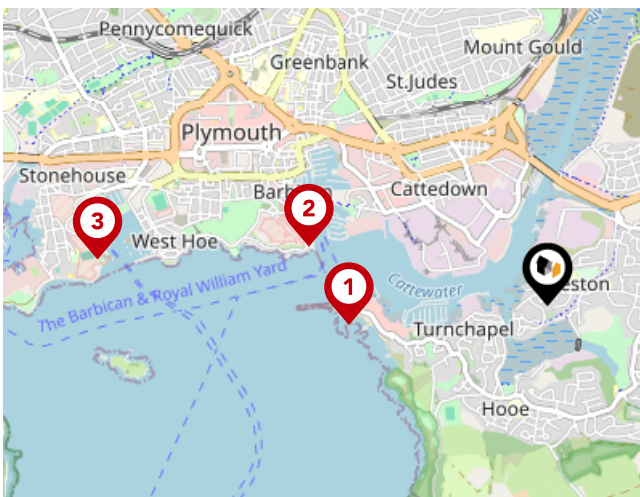 Pennycomequick
Mount Gould
Greenbank
St.Judes
Plymouth
Stonehouse
Cattedown
3
2
West Hoe
The Barbican & Royal William Yard
Cattewater
1
Turnchapel
Hooe